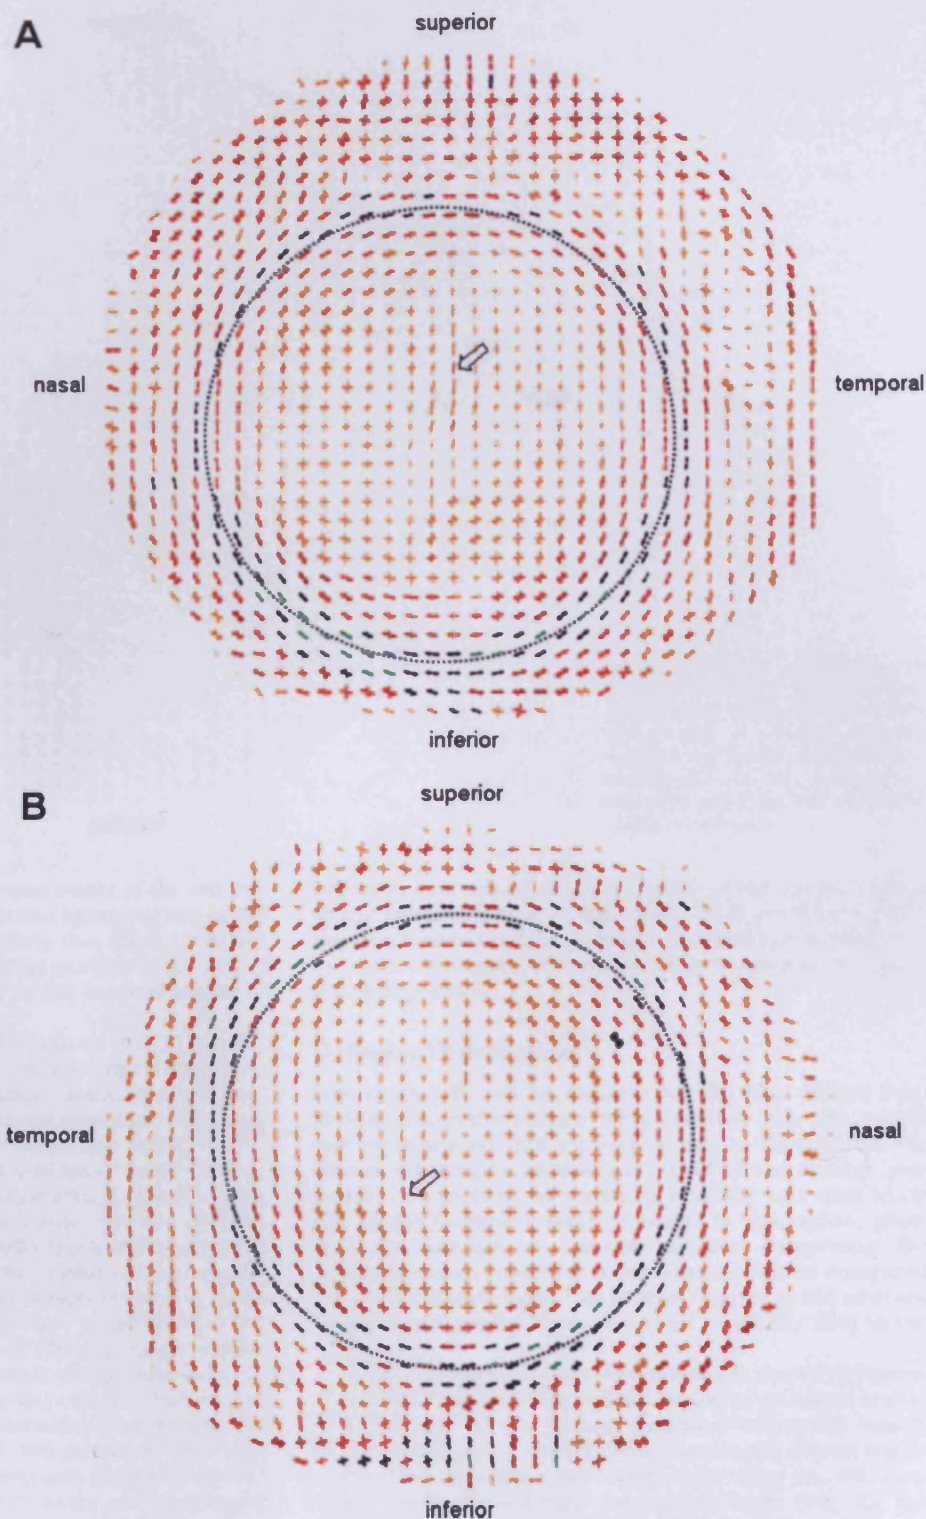 A
superior
nasal
temporal
inferior
B
superior
temporal
nasal
inferior